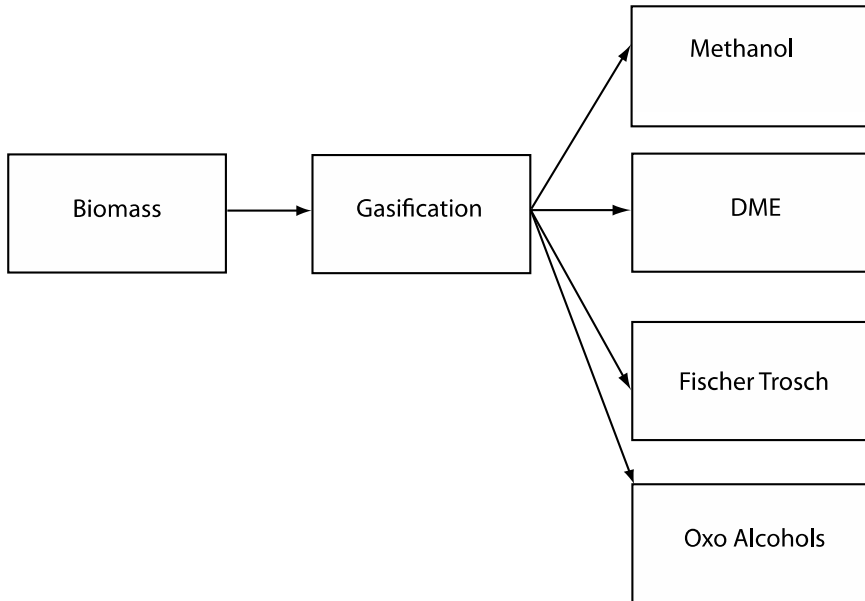 Methanol
Biomass
Gasification
DME
Fischer Trosch
Oxo Alcohols